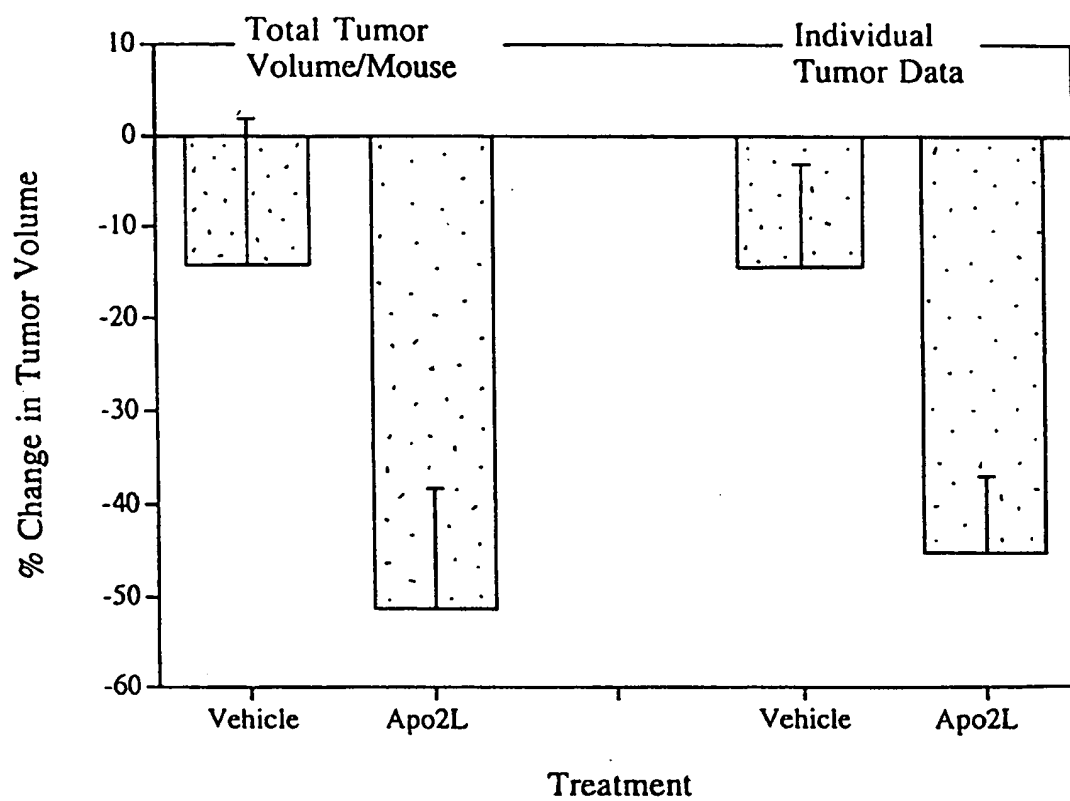 Total Tumor
Volume/Mouse
Individual
Tumor Data
10
0
-10
-20
-30
-40
-50
-60
% Change in Tumor Volume
Vehicle
Apo2L
Vehicle
Apo2L
Treatment